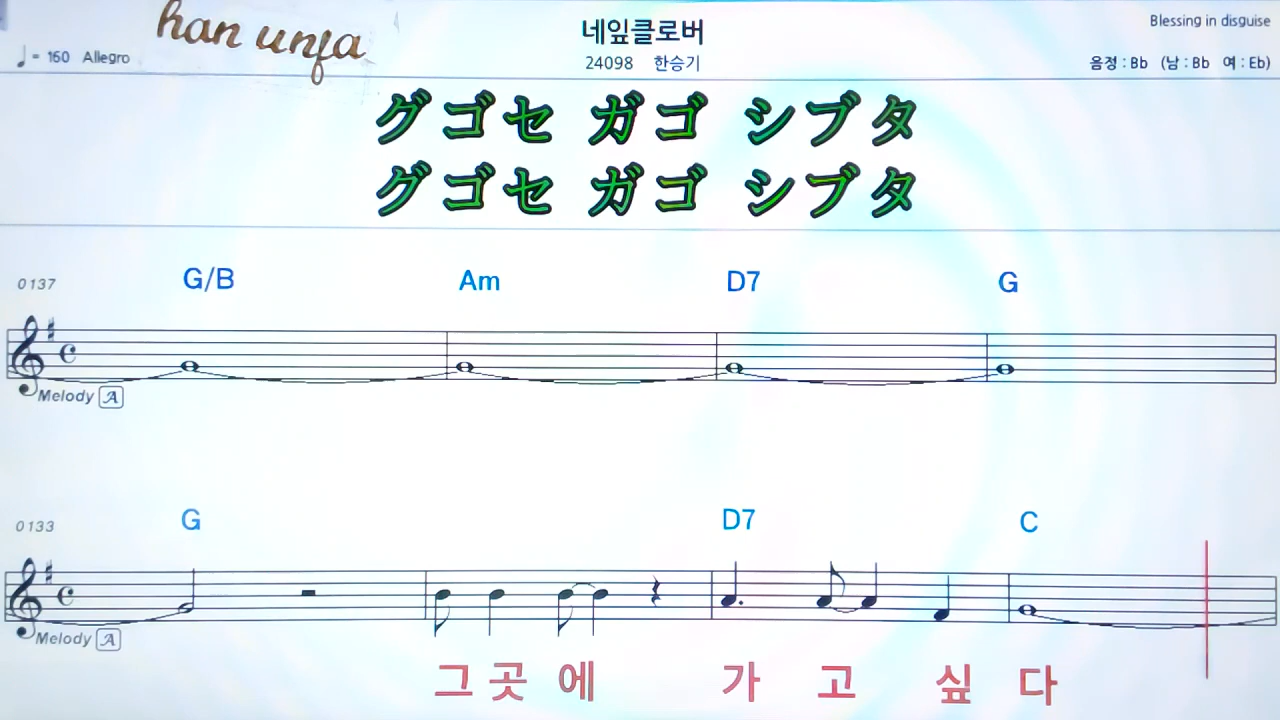 han unfa
네잎클로버
Blessing in disguise
♩= 160 Allegro
24098 한승기
음정 : Bb (남 : Bb 여 : Eb)
グゴセ ガゴ シブタ
グゴセ ガゴ シブタ
0137
G/B Am D7 G
Melody A
0133
G D7 C
Melody A
그곳에 가고 싶다